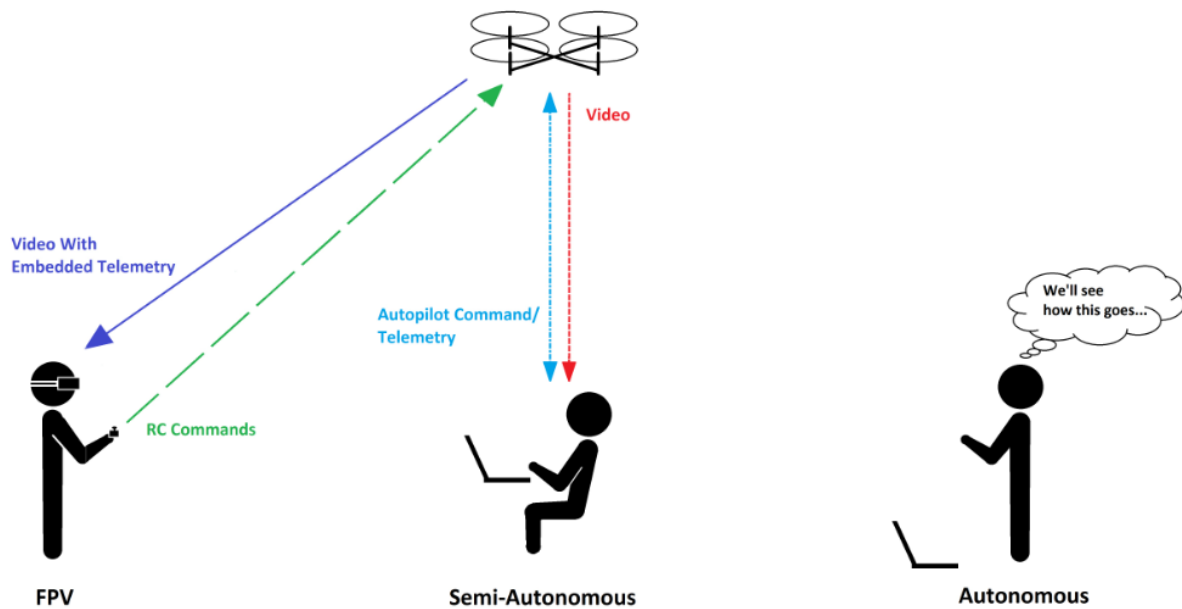 Video
Video With
Embedded Telemetry
We'll see
how this goes...
Autopilot Command/
Telemetry
RC Commands
FPV
Semi-Autonomous
Autonomous